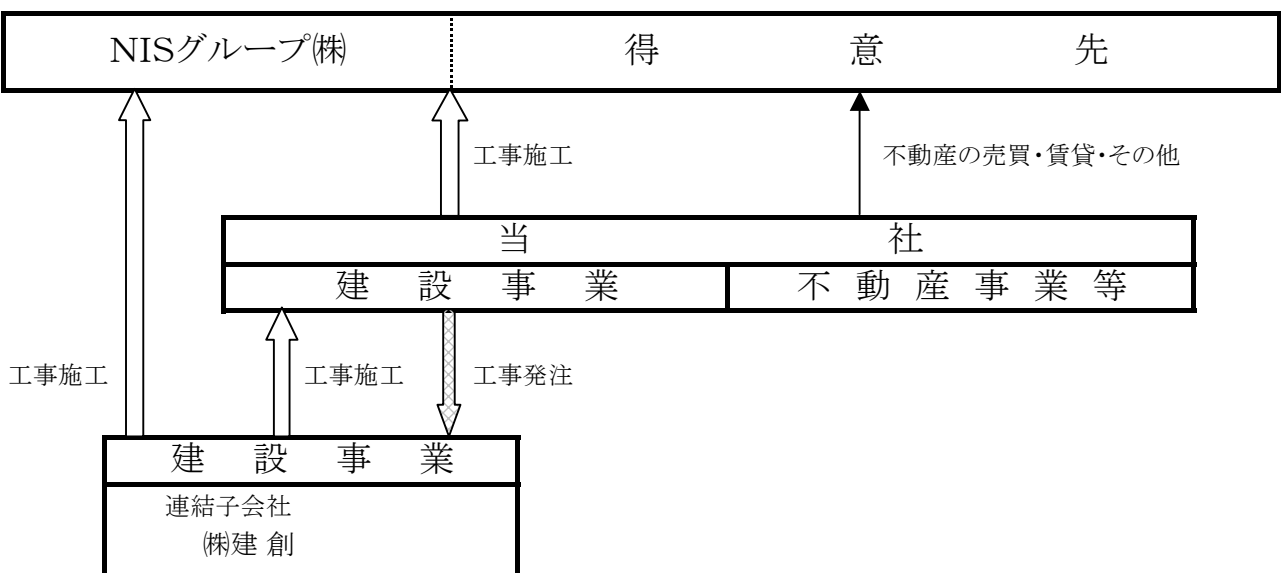 NISグループ㈱ 得意先
工事施工 不動産の売買・賃貸・その他
当社
建設事業 不動産事業等
工事施工 工事施工 工事発注
建設事業
連結子会社
㈱建 創